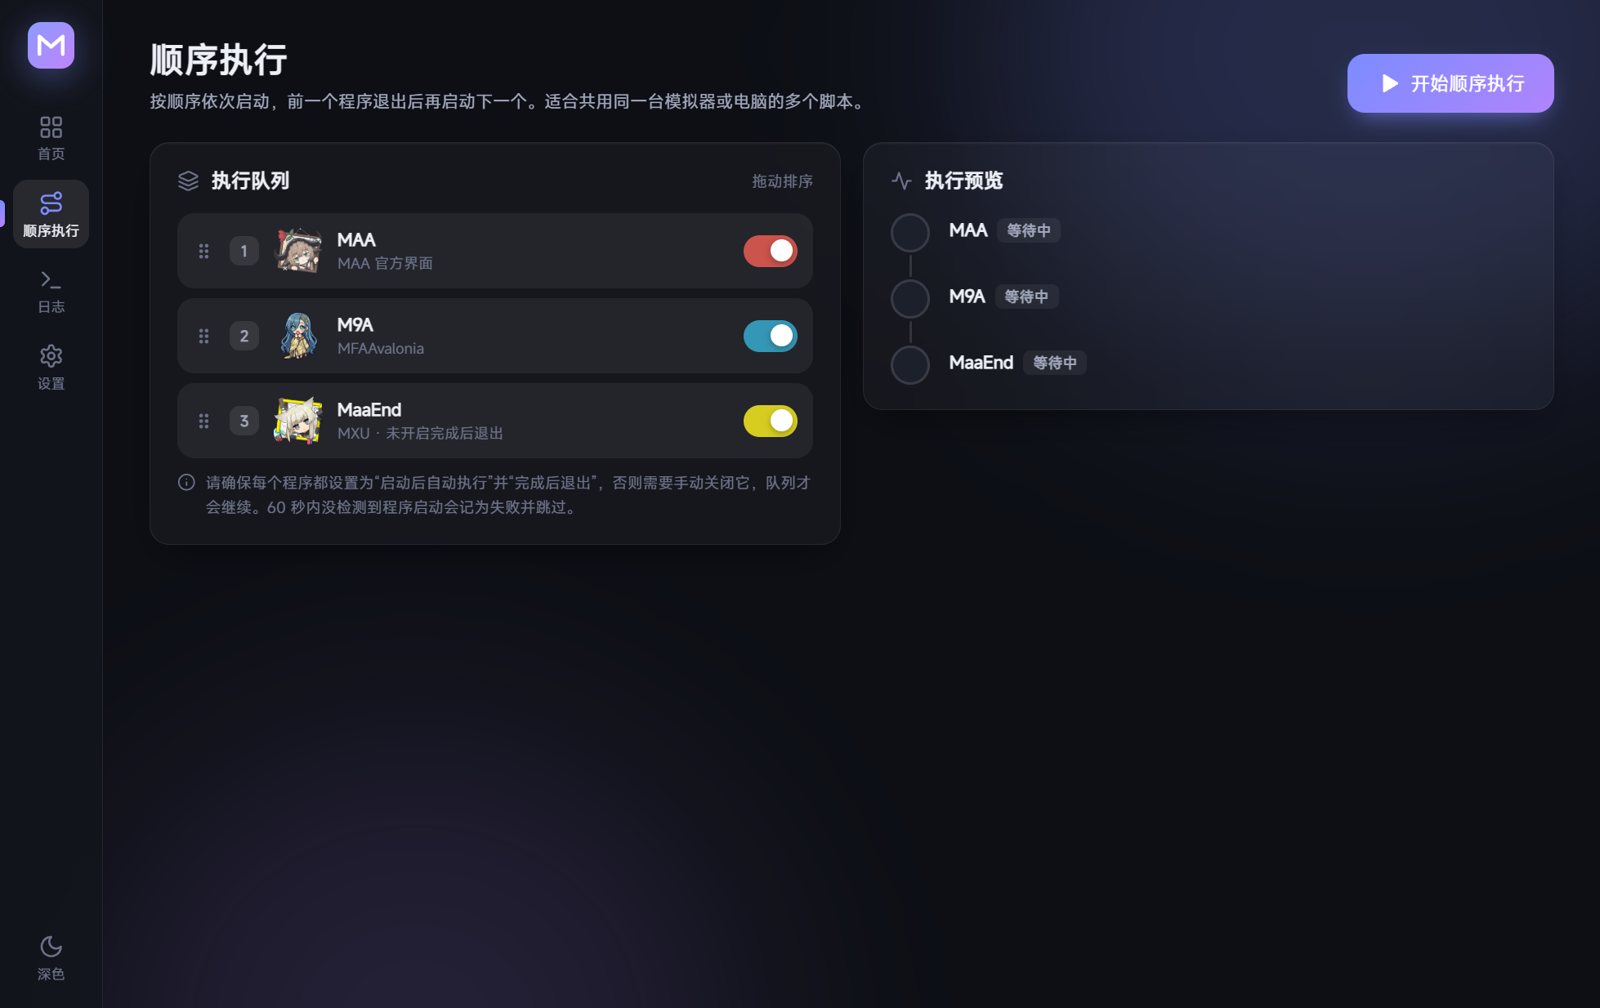 M
首页
顺序执行
日志
设置
深色
顺序执行
按顺序依次启动，前一个程序退出后再启动下一个。适合共用同一台模拟器或电脑的多个脚本。
开始顺序执行
执行队列
拖动排序
1
MAA
MAA 官方界面
2
M9A
MFAAvalonia
3
MaaEnd
MXU · 未开启完成后退出
请确保每个程序都设置为“启动后自动执行”并“完成后退出”，否则需要手动关闭它，队列才
会继续。60 秒内没检测到程序启动会记为失败并跳过。
执行预览
MAA 等待中
M9A 等待中
MaaEnd 等待中